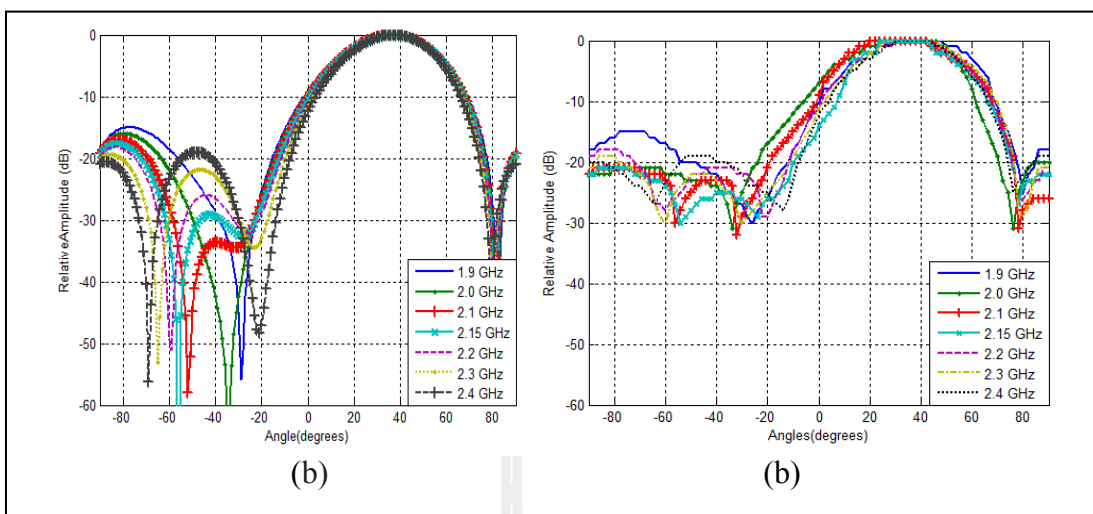 0
-10
-20
-30
-40
-50
-60
Relative Amplitude (dB)
-80 -60 -40 -20 0 20 40 60 80
Angle(degrees)
1.9 GHz
2.0 GHz
2.1 GHz
2.15 GHz
2.2 GHz
2.3 GHz
2.4 GHz
(b)
0
-10
-20
-30
-40
-50
-60
Relative Amplitude (dB)
-80 -60 -40 -20 0 20 40 60 80
Angles(degrees)
1.9 GHz
2.0 GHz
2.1 GHz
2.15 GHz
2.2 GHz
2.3 GHz
2.4 GHz
(b)